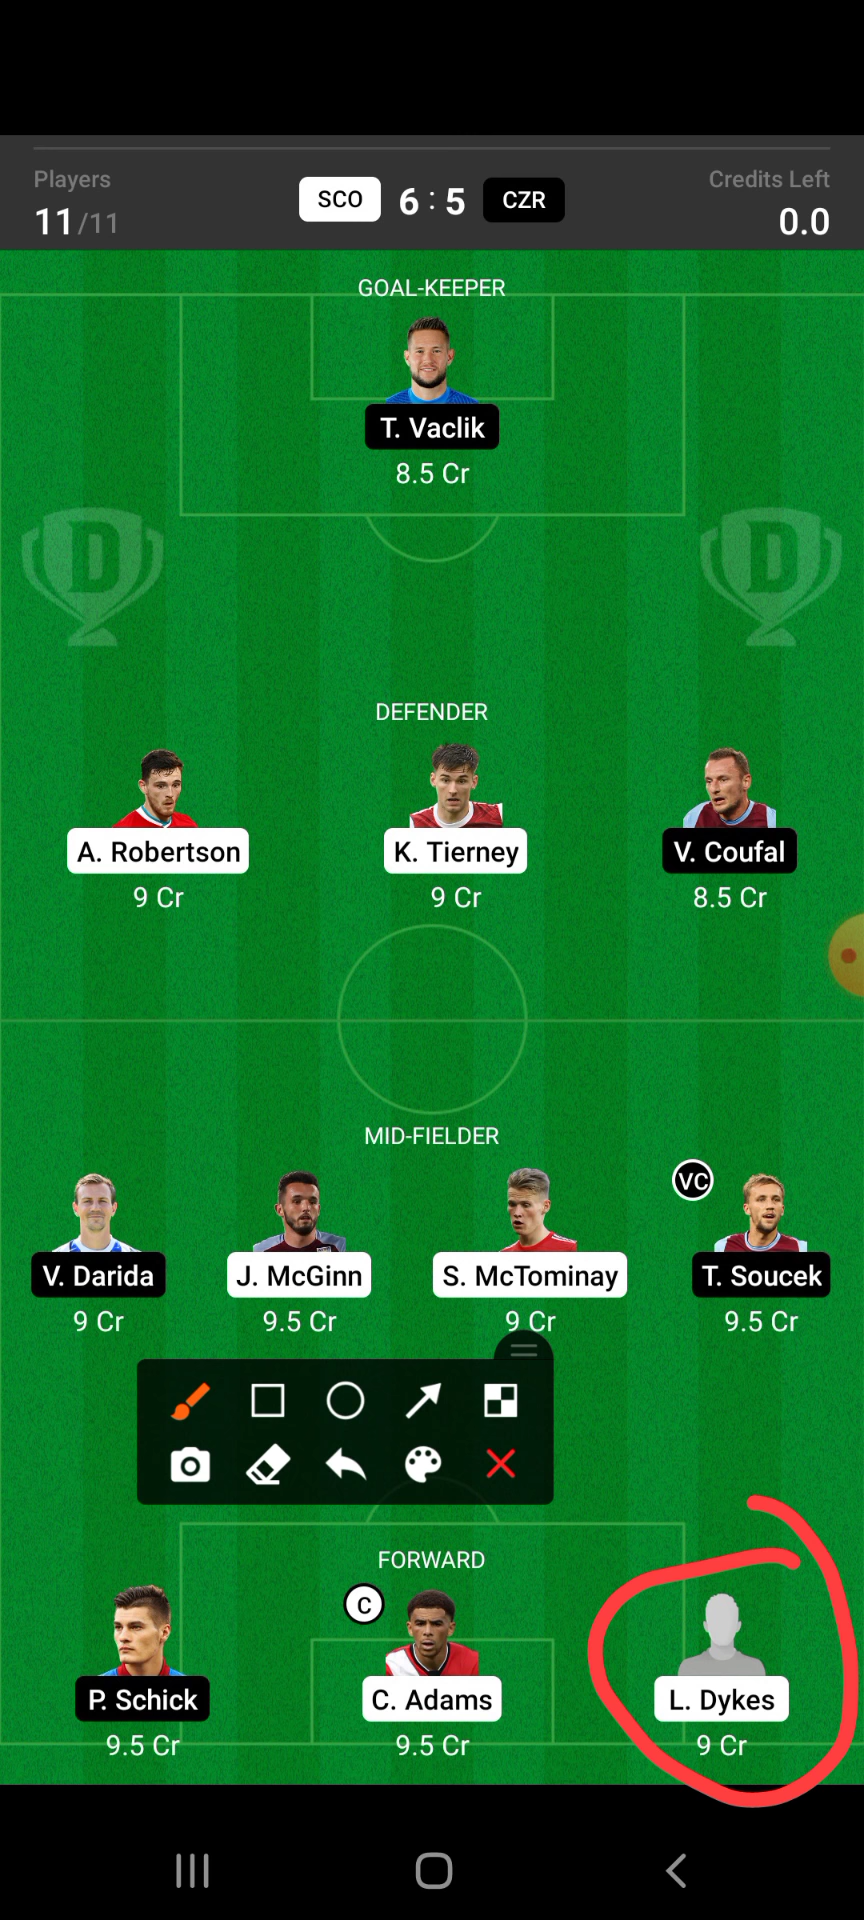 Players
11/11
SCO 6 : 5 CZR
Credits Left
0.0
GOAL-KEEPER
T. Vaclik
8.5 Cr
D D
DEFENDER
A. Robertson K. Tierney V. Coufal
9 Cr 9 Cr 8.5 Cr
MID-FIELDER
VC
V. Darida J. McGinn S. McTominay T. Soucek
9 Cr 9.5 Cr 9 Cr 9.5 Cr
FORWARD
C
P. Schick C. Adams L. Dykes
9.5 Cr 9.5 Cr 9 Cr